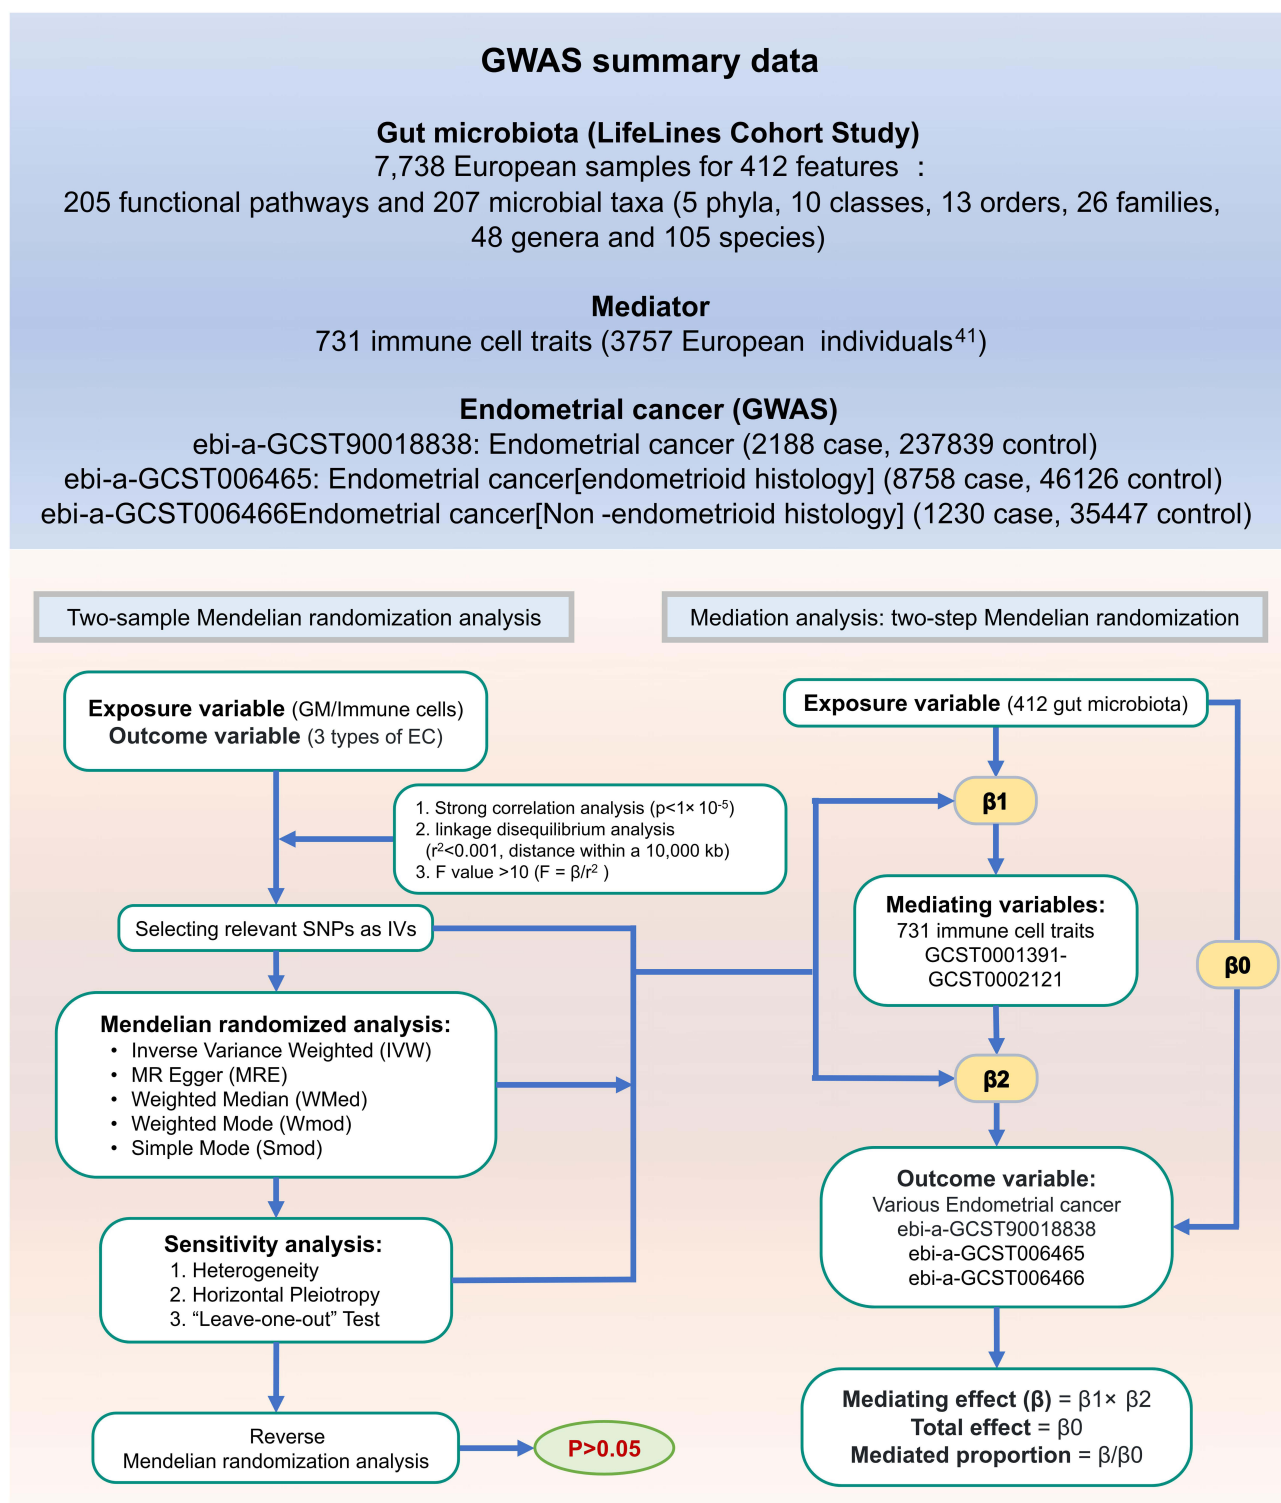 GWAS summary data
Gut microbiota (LifeLines Cohort Study)
7,738 European samples for 412 features :
205 functional pathways and 207 microbial taxa (5 phyla, 10 classes, 13 orders, 26 families,
48 genera and 105 species)
Mediator
731 immune cell traits (3757 European individuals⁴¹)
Endometrial cancer (GWAS)
ebi-a-GCST90018838: Endometrial cancer (2188 case, 237839 control)
ebi-a-GCST006465: Endometrial cancer[endometrioid histology] (8758 case, 46126 control)
ebi-a-GCST006466Endometrial cancer[Non -endometrioid histology] (1230 case, 35447 control)
Two-sample Mendelian randomization analysis
Exposure variable (GM/Immune cells)
Outcome variable (3 types of EC)
1. Strong correlation analysis (p<1× 10⁻⁵)
2. linkage disequilibrium analysis
(r²<0.001, distance within a 10,000 kb)
3. F value >10 (F = β/r² )
Selecting relevant SNPs as IVs
Mendelian randomized analysis:
• Inverse Variance Weighted (IVW)
• MR Egger (MRE)
• Weighted Median (WMed)
• Weighted Mode (Wmod)
• Simple Mode (Smod)
Sensitivity analysis:
1. Heterogeneity
2. Horizontal Pleiotropy
3. “Leave-one-out” Test
Reverse
Mendelian randomization analysis
P>0.05
Mediation analysis: two-step Mendelian randomization
Exposure variable (412 gut microbiota)
β1
Mediating variables:
731 immune cell traits
GCST0001391-
GCST0002121
β0
β2
Outcome variable:
Various Endometrial cancer
ebi-a-GCST90018838
ebi-a-GCST006465
ebi-a-GCST006466
Mediating effect (β) = β1× β2
Total effect = β0
Mediated proportion = β/β0